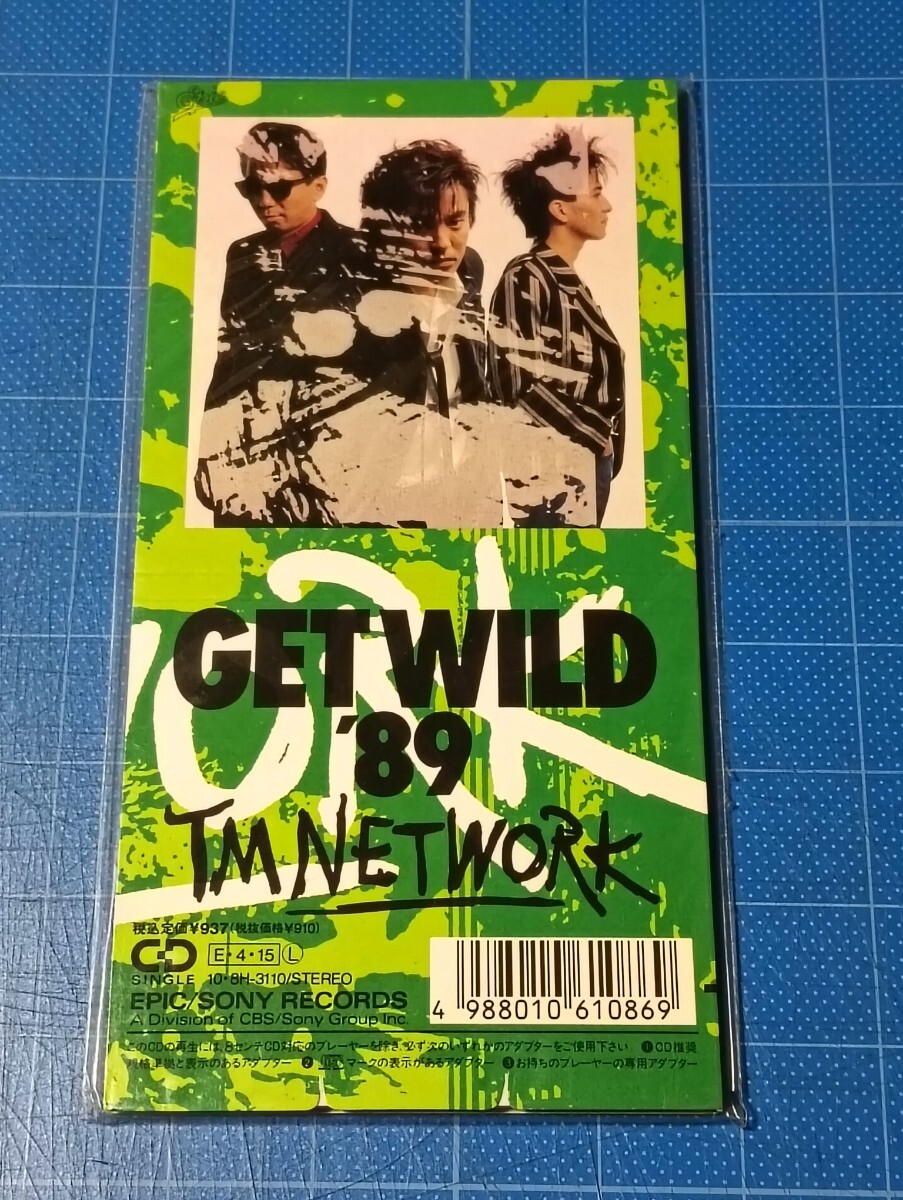 Epic
ORK
GET WILD
'89
TM NETWORK
税込定価¥937(税抜価格¥910)
CD
SINGLE
E・4・15 L
10・8H-3110/STEREO
EPIC/SONY RECORDS
A Division of CBS/Sony Group Inc.
4 988010 610869
このCDの再生には、8センチCD対応のプレーヤーを除き、必ず次のいずれかのアダプターをご使用下さい ❶CD推奨
規格準拠と表示のあるアダプター ❷ マークの表示があるアダプター ❸お持ちのプレーヤーの専用アダプター